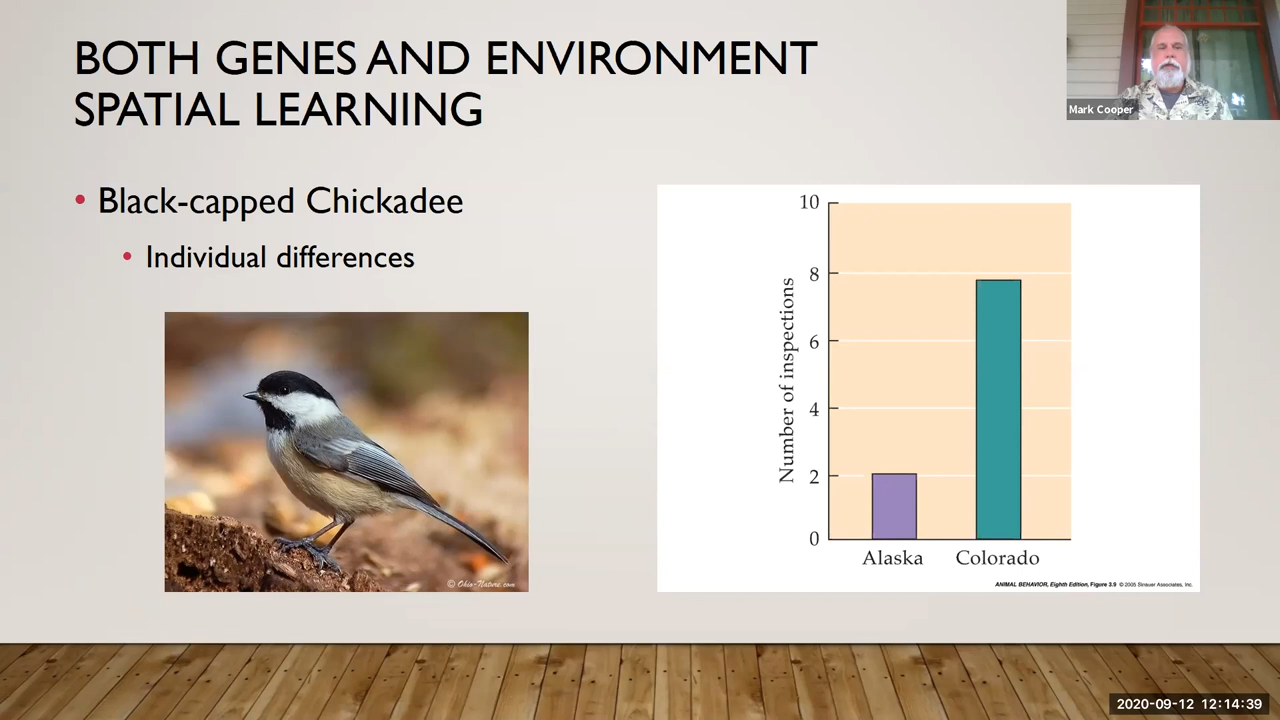 BOTH GENES AND ENVIRONMENT
SPATIAL LEARNING
Mark Cooper
• Black-capped Chickadee
• Individual differences
© Ohio-Nature.com
10
8
6
4
2
0
Number of inspections
Alaska Colorado
ANIMAL BEHAVIOR, Eighth Edition, Figure 3.9 © 2005 Sinauer Associates, Inc.
2020-09-12 12:14:39